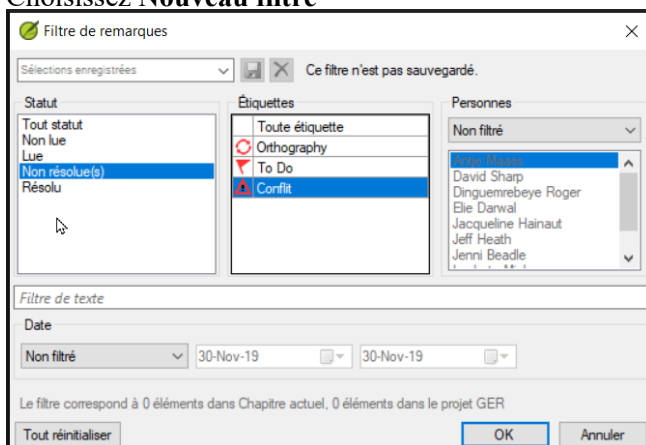 Choisissez Nouveau filtre
Filtre de remarques
Sélections enregistrées
Ce filtre n'est pas sauvegardé.
Statut
Tout statut
Non lue
Lue
Non résolue(s)
Résolu
Étiquettes
Toute étiquette
Orthography
To Do
Conflit
Personnes
Non filtré
Antje Maass
David Sharp
Dinguemrebeye Roger
Elie Darwal
Jacqueline Hainaut
Jeff Heath
Jenni Beadle
Filtre de texte
Date
Non filtré
30-Nov-19
30-Nov-19
Le filtre correspond à 0 éléments dans Chapitre actuel, 0 éléments dans le projet GER
Tout réinitialiser
OK
Annuler